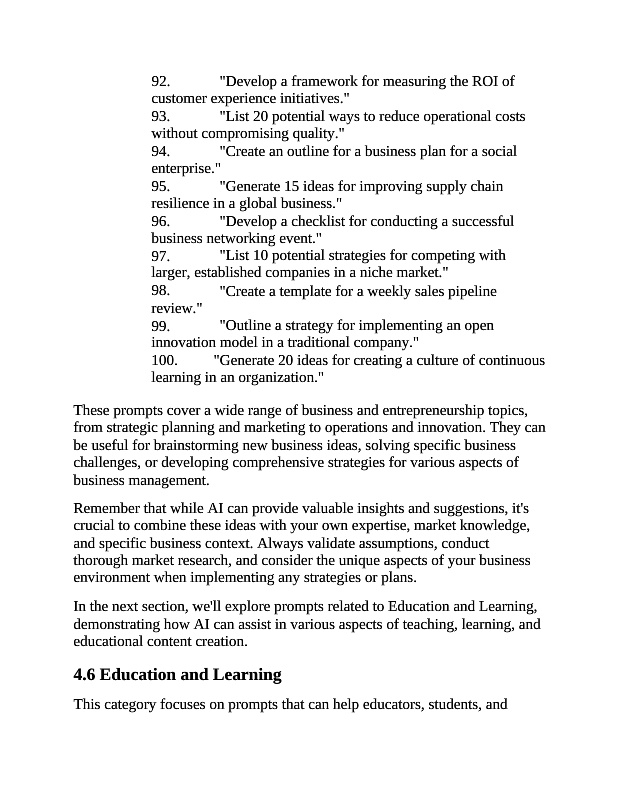 92. "Develop a framework for measuring the ROI of
customer experience initiatives."
93. "List 20 potential ways to reduce operational costs
without compromising quality."
94. "Create an outline for a business plan for a social
enterprise."
95. "Generate 15 ideas for improving supply chain
resilience in a global business."
96. "Develop a checklist for conducting a successful
business networking event."
97. "List 10 potential strategies for competing with
larger, established companies in a niche market."
98. "Create a template for a weekly sales pipeline
review."
99. "Outline a strategy for implementing an open
innovation model in a traditional company."
100. "Generate 20 ideas for creating a culture of continuous
learning in an organization."
These prompts cover a wide range of business and entrepreneurship topics,
from strategic planning and marketing to operations and innovation. They can
be useful for brainstorming new business ideas, solving specific business
challenges, or developing comprehensive strategies for various aspects of
business management.
Remember that while AI can provide valuable insights and suggestions, it's
crucial to combine these ideas with your own expertise, market knowledge,
and specific business context. Always validate assumptions, conduct
thorough market research, and consider the unique aspects of your business
environment when implementing any strategies or plans.
In the next section, we'll explore prompts related to Education and Learning,
demonstrating how AI can assist in various aspects of teaching, learning, and
educational content creation.
4.6 Education and Learning
This category focuses on prompts that can help educators, students, and